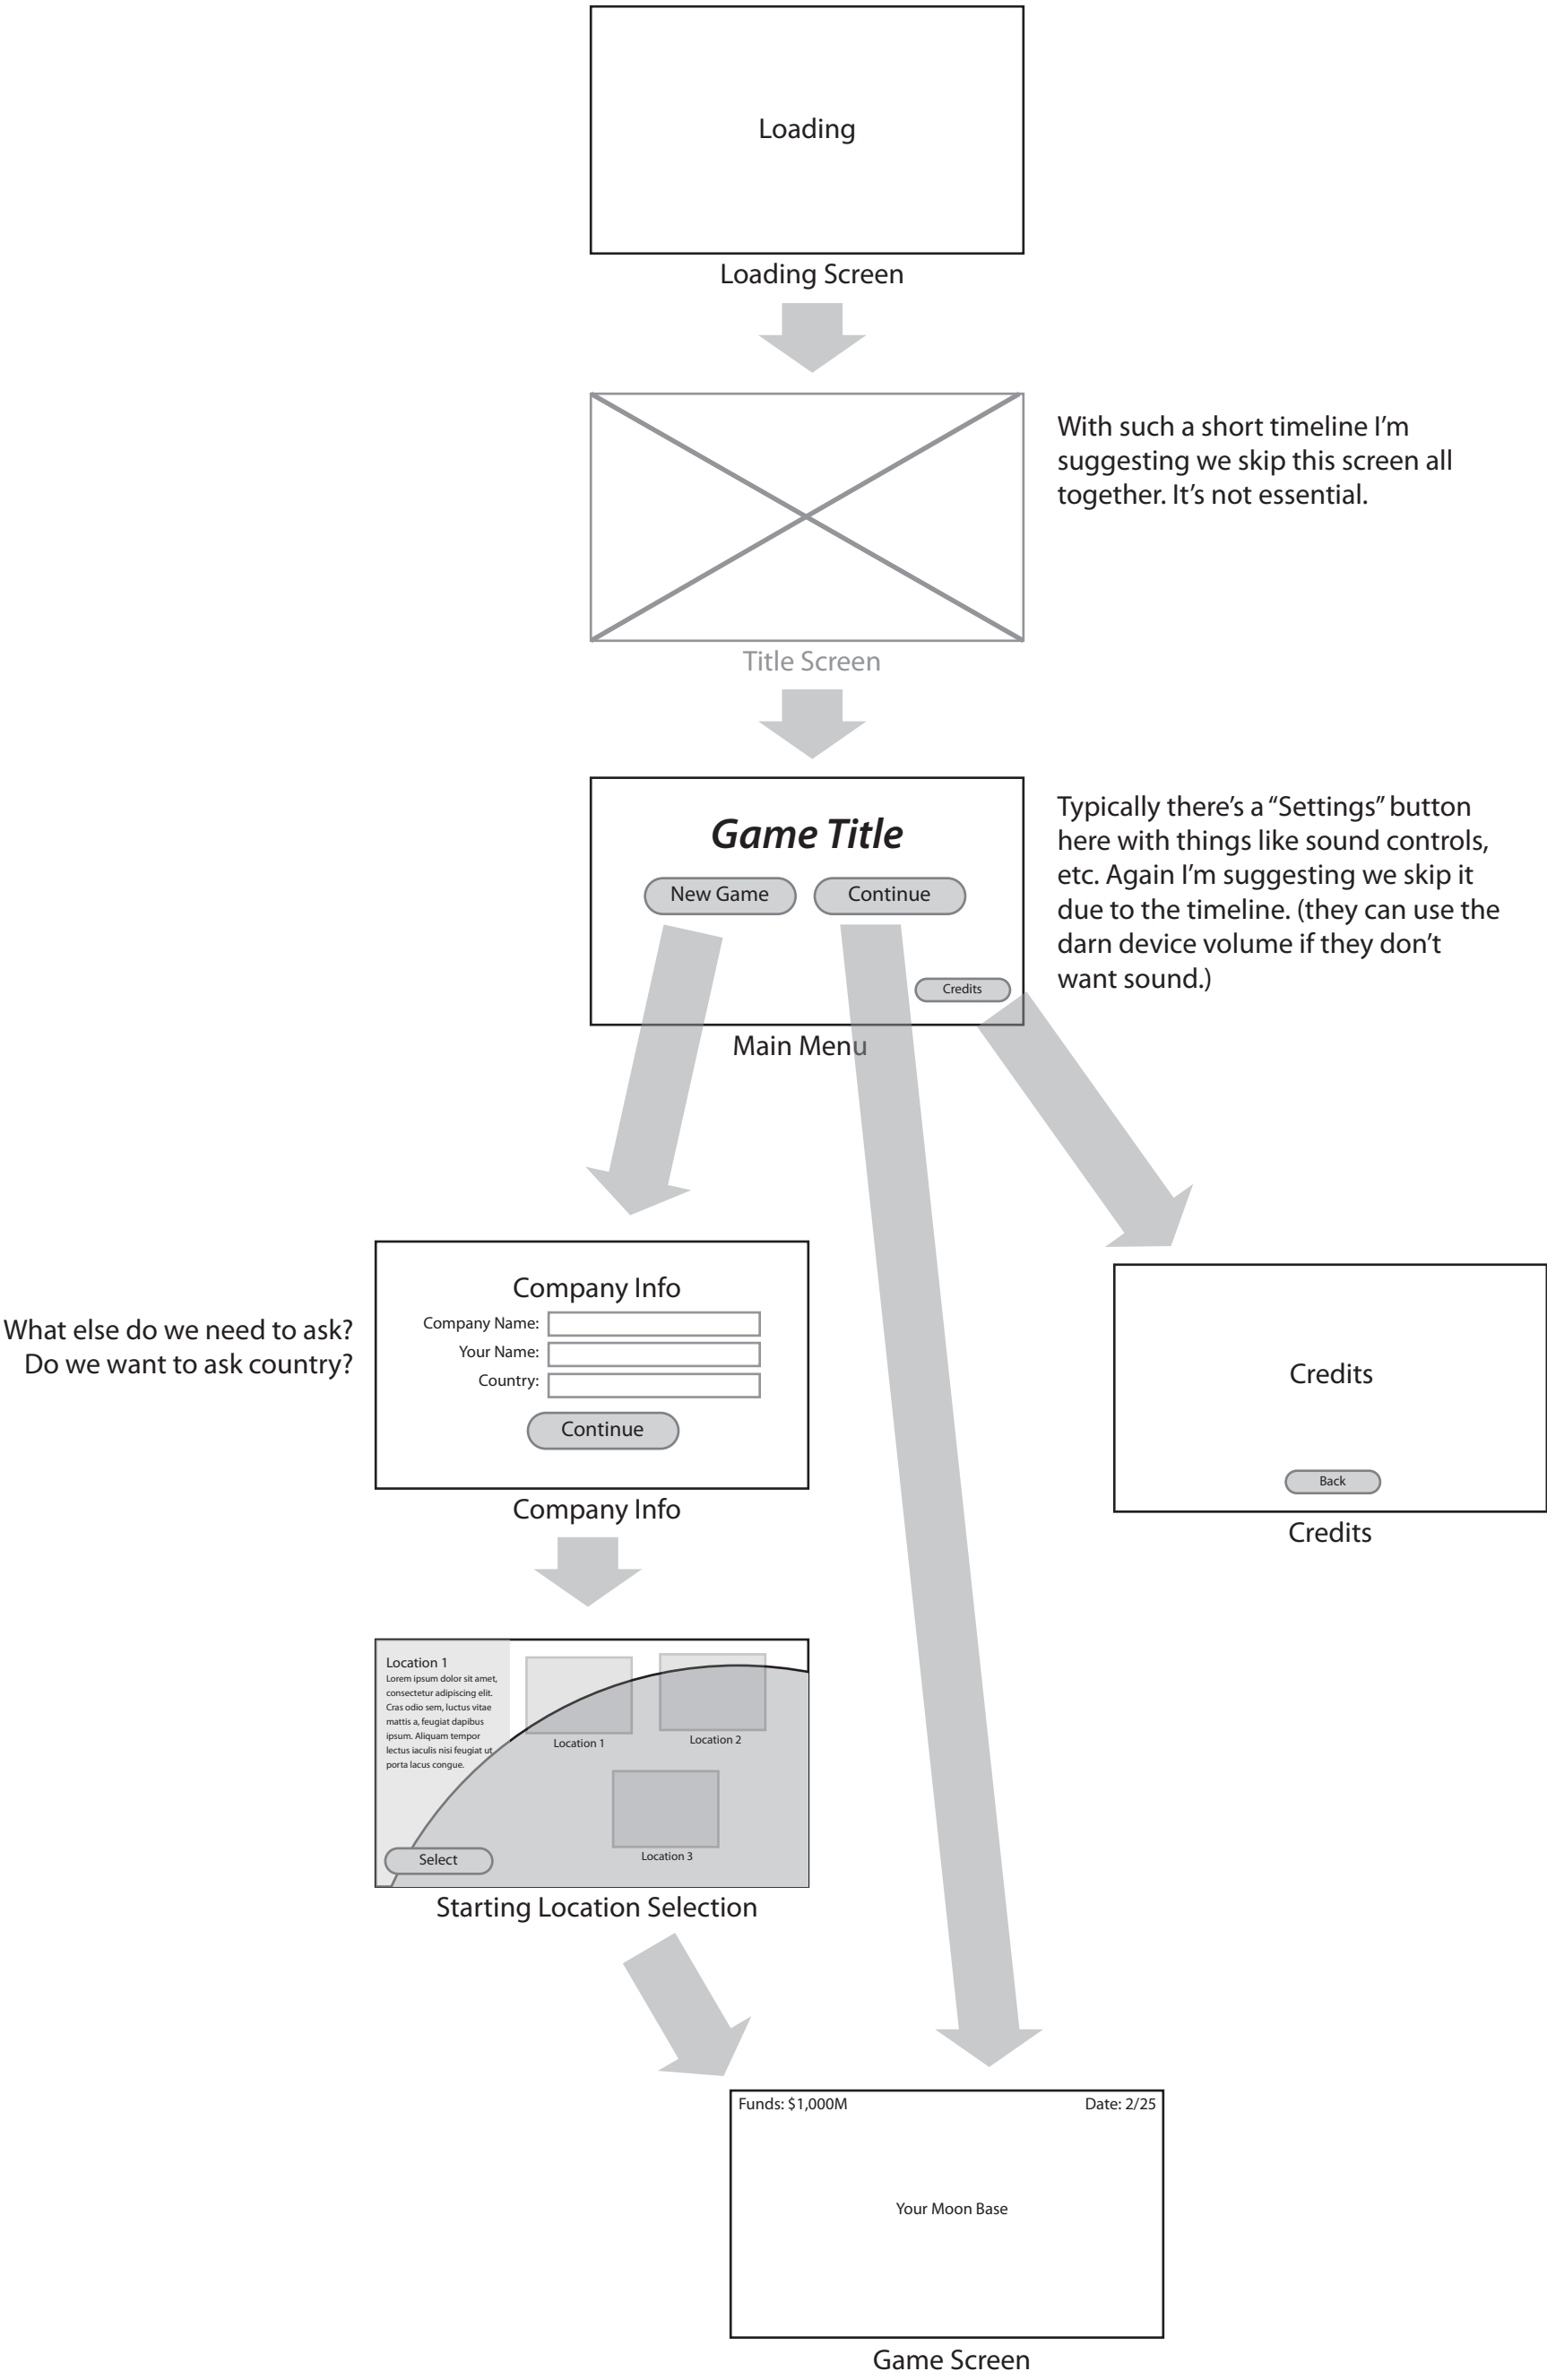 Loading
Loading Screen
With such a short timeline I'm
suggesting we skip this screen all
together. It's not essential.
Title Screen
Game Title
New Game
Continue
Credits
Main Menu
Typically there's a "Settings" button
here with things like sound controls,
etc. Again I'm suggesting we skip it
due to the timeline. (they can use the
darn device volume if they don't
want sound.)
What else do we need to ask?
Do we want to ask country?
Company Info
Company Name:
Your Name:
Country:
Continue
Company Info
Credits
Back
Credits
Location 1
Lorem ipsum dolor sit amet,
consectetur adipiscing elit.
Cras odio sem, luctus vitae
mattis a, feugiat dapibus
ipsum. Aliquam tempor
lectus iaculis nisi feugiat ut
porta lacus congue.
Select
Location 1
Location 2
Location 3
Starting Location Selection
Funds: $1,000M
Date: 2/25
Your Moon Base
Game Screen